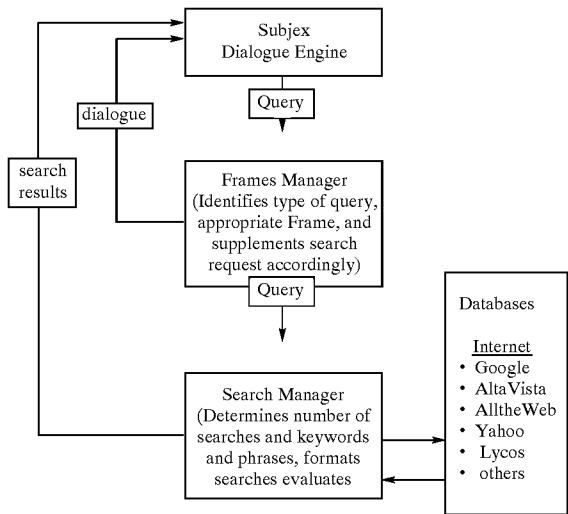 Subjex
Dialogue Engine
Query
dialogue
search
results
Frames Manager
(Identifies type of query,
appropriate Frame, and
supplements search
request accordingly)
Query
Search Manager
(Determines number of
searches and keywords
and phrases, formats
searches evaluates
Databases
Internet
• Google
• AltaVista
• AlltheWeb
• Yahoo
• Lycos
• others